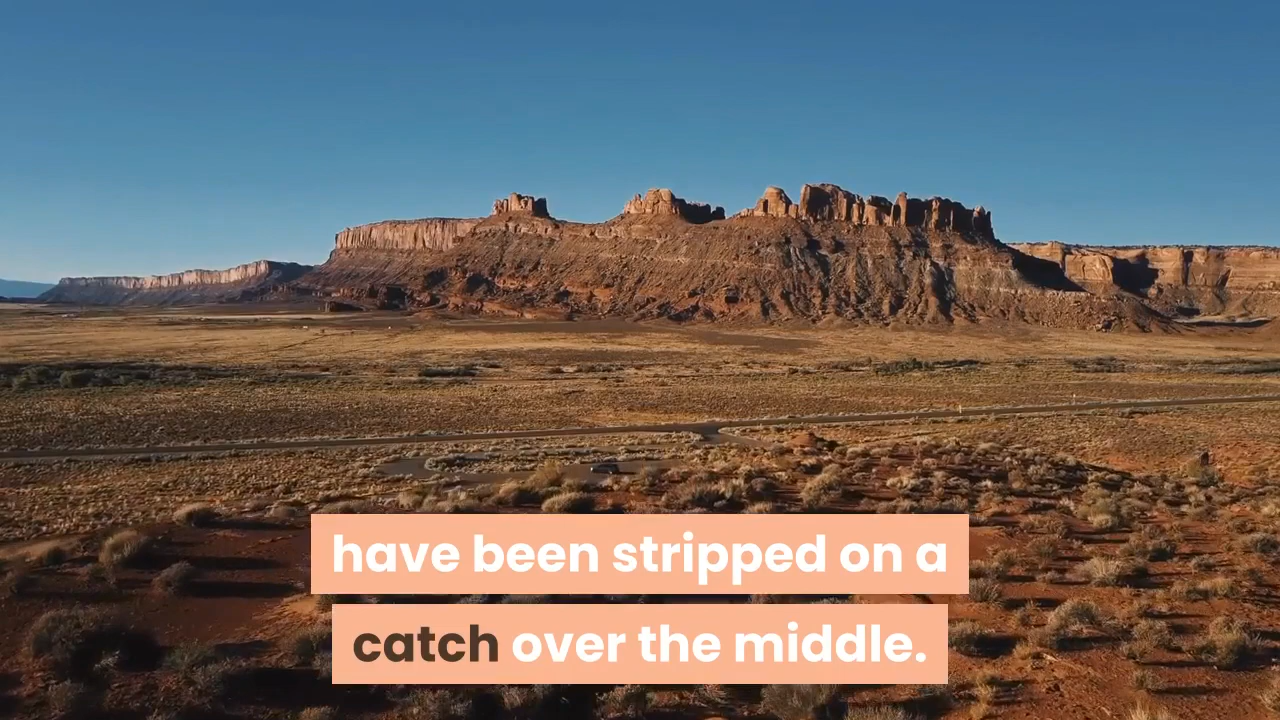 have been stripped on a
catch over the middle.